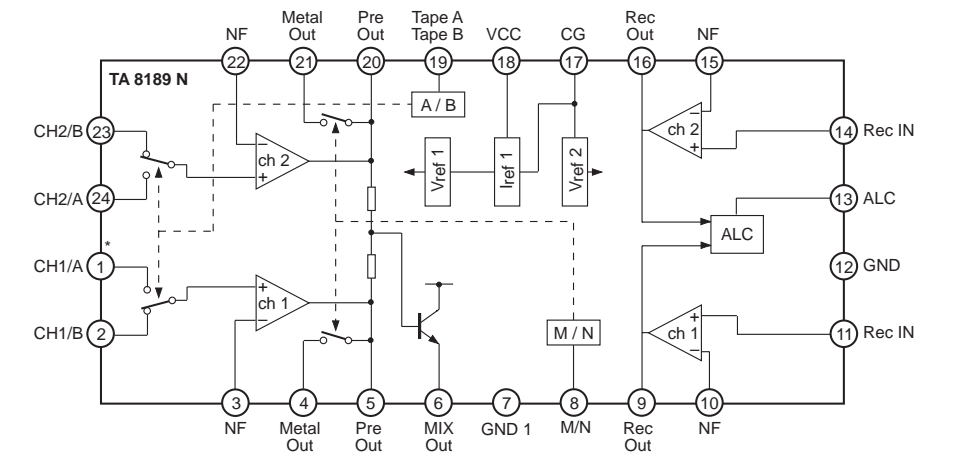 Metal
Out
Pre
Out
Tape A
Tape B
Rec
Out
NF
VCC
CG
NF
22
21
20
19
18
17
16
15
TA 8189 N
A / B
CH2/B
23
ch 2
Vref 1
Iref 1
Vref 2
ch 2
14
Rec IN
CH2/A
24
13
ALC
ALC
*
CH1/A
1
12
GND
ch 1
CH1/B
2
M / N
ch 1
11
Rec IN
3
4
5
6
7
8
9
10
NF
Metal
Out
Pre
Out
MIX
Out
GND 1
M/N
Rec
Out
NF